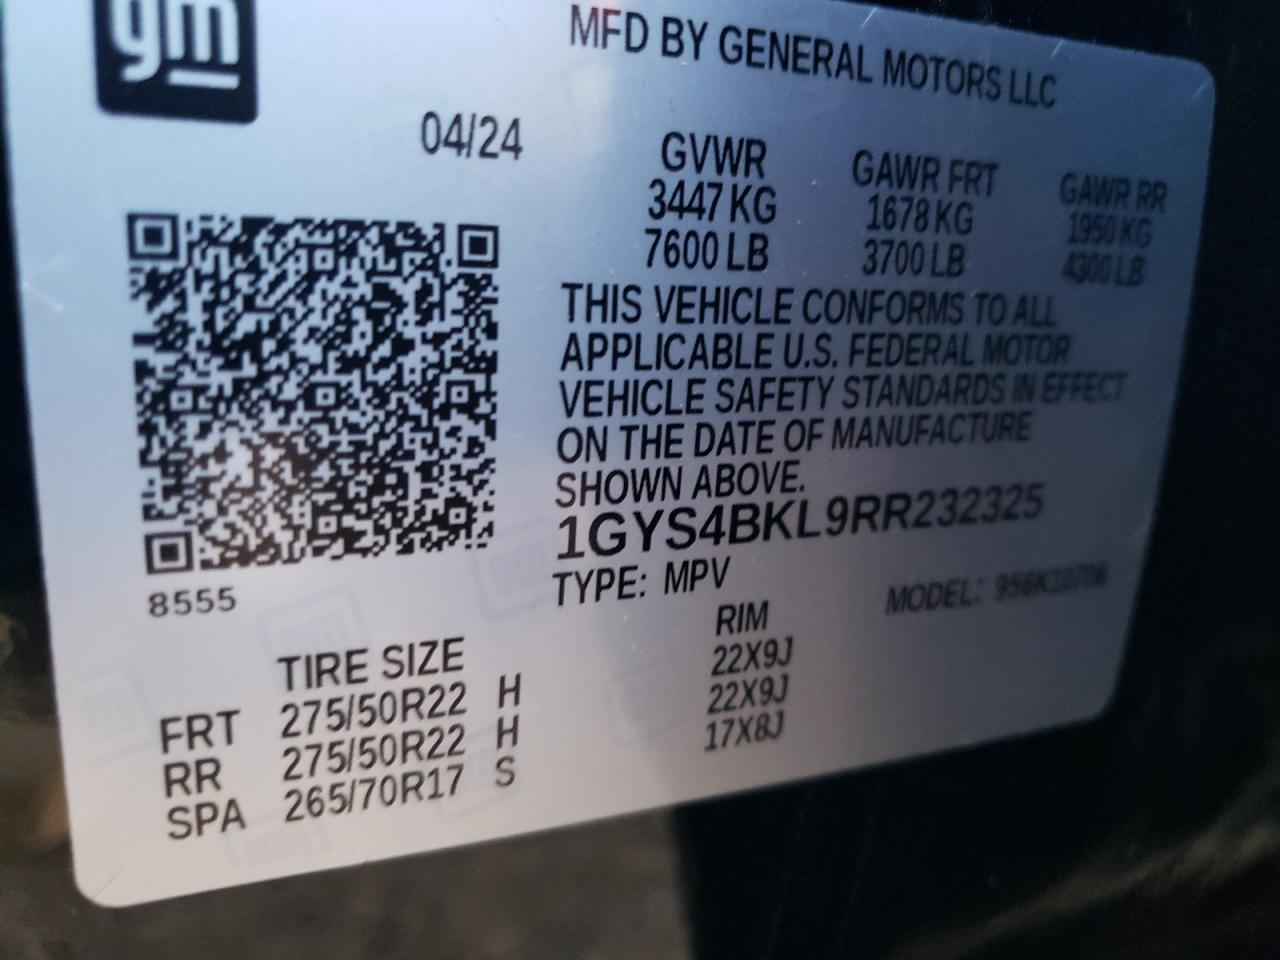 gm
MFD BY GENERAL MOTORS LLC
04/24
GVWR GAWR FRT GAWR RR
3447 KG 1678 KG 1950 KG
7600 LB 3700 LB 4300 LB
THIS VEHICLE CONFORMS TO ALL
APPLICABLE U.S. FEDERAL MOTOR
VEHICLE SAFETY STANDARDS IN EFFECT
ON THE DATE OF MANUFACTURE
SHOWN ABOVE.
1GYS4BKL9RR232325
8555
TYPE: MPV MODEL:
TIRE SIZE RIM
FRT 275/50R22 H 22X9J
RR 275/50R22 H 22X9J
SPA 265/70R17 S 17X8J